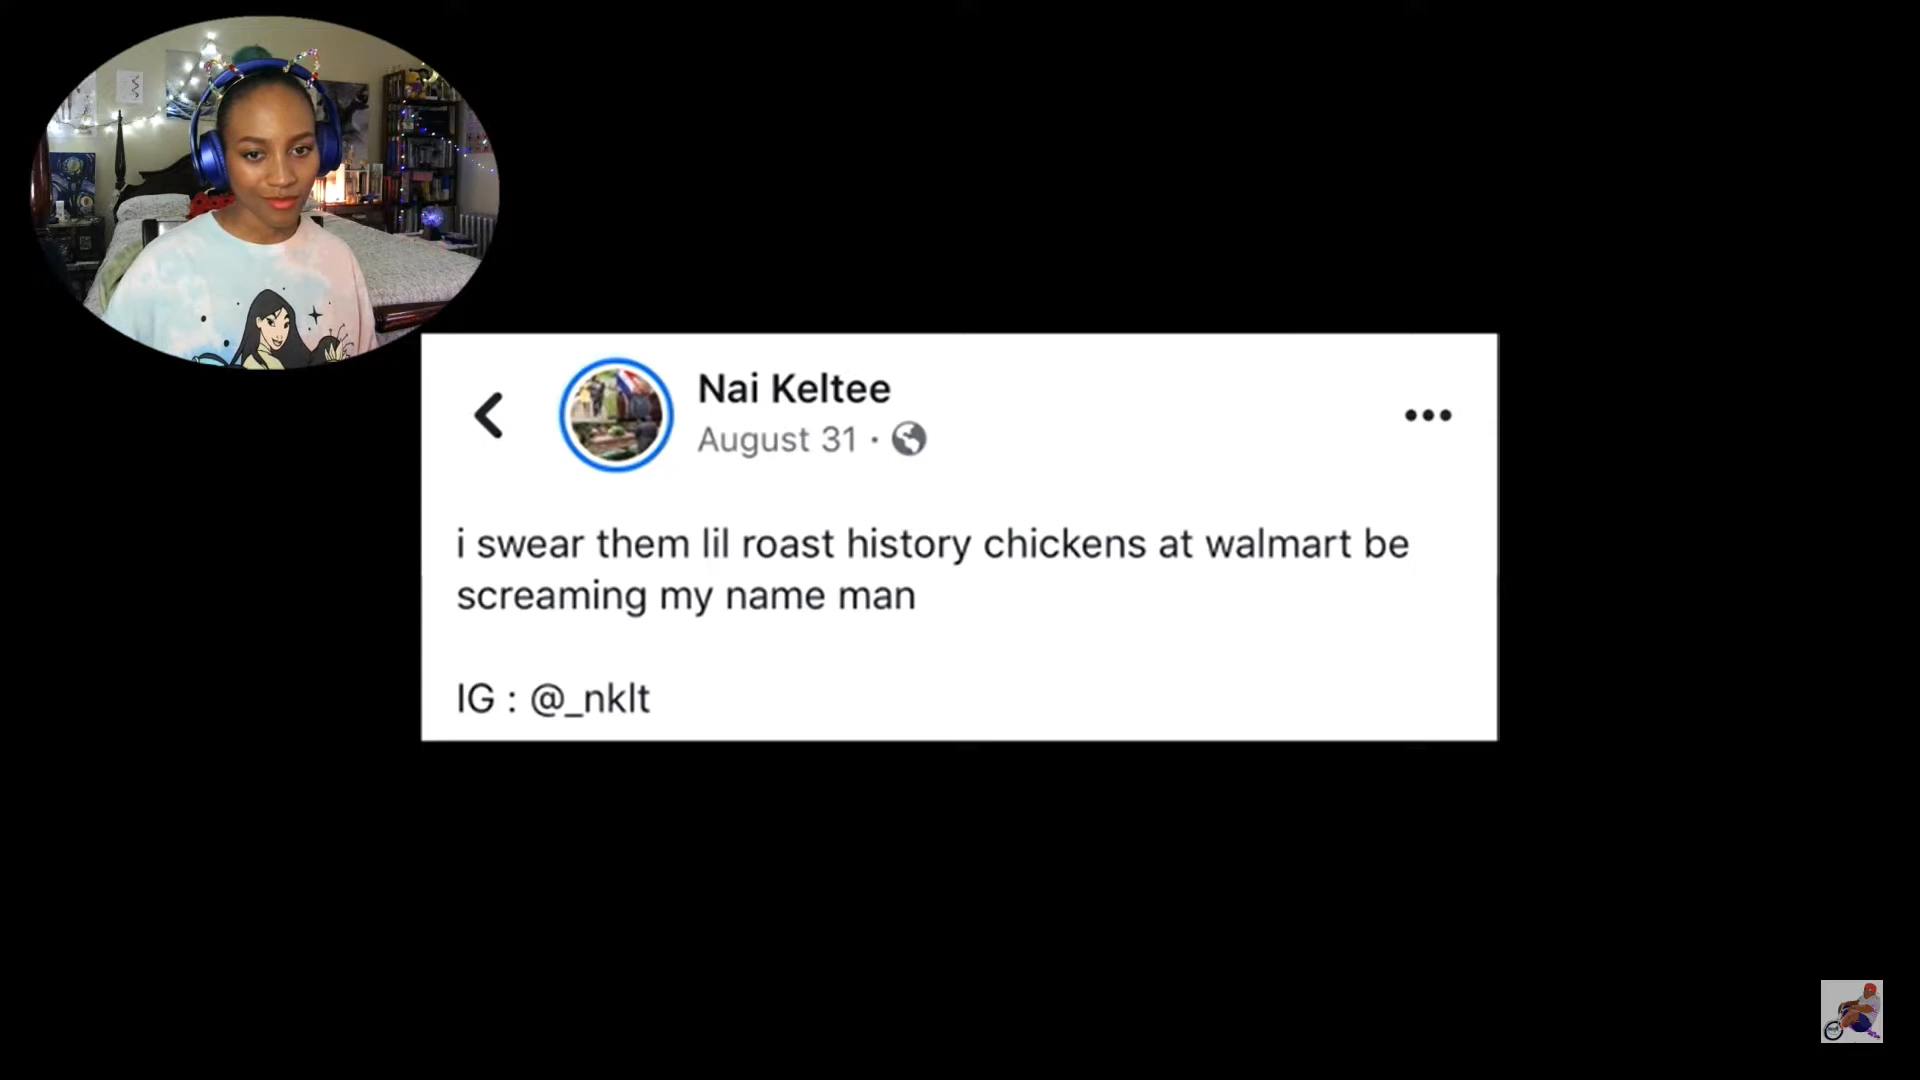 Nai Keltee
August 31 ·
i swear them lil roast history chickens at walmart be
screaming my name man
IG : @_nklt